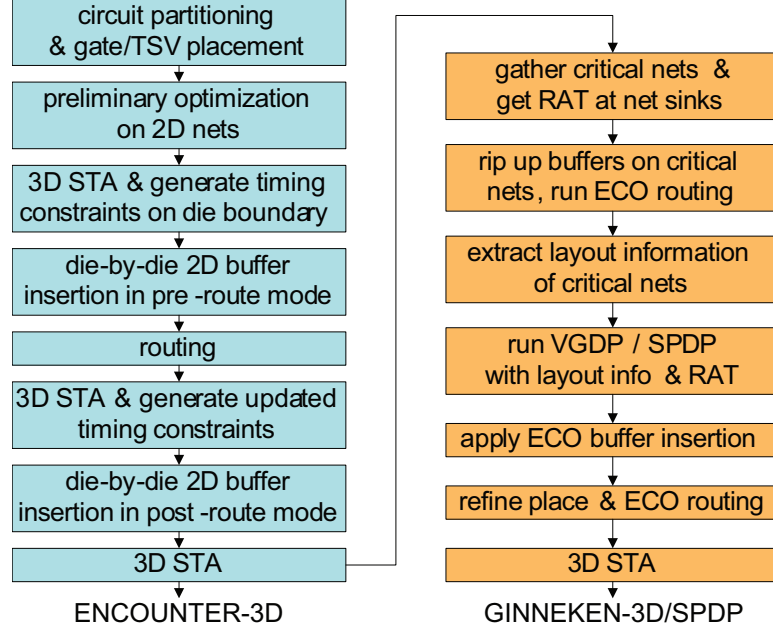 circuit partitioning
& gate/TSV placement
preliminary optimization
on 2D nets
3D STA & generate timing
constraints on die boundary
die-by-die 2D buffer
insertion in pre -route mode
routing
3D STA & generate updated
timing constraints
die-by-die 2D buffer
insertion in post -route mode
3D STA
ENCOUNTER-3D
gather critical nets & 
get RAT at net sinks
rip up buffers on critical
nets, run ECO routing
extract layout information
of critical nets
run VGDP / SPDP
with layout info & RAT
apply ECO buffer insertion
refine place & ECO routing
3D STA
GINNEKEN-3D/SPDP